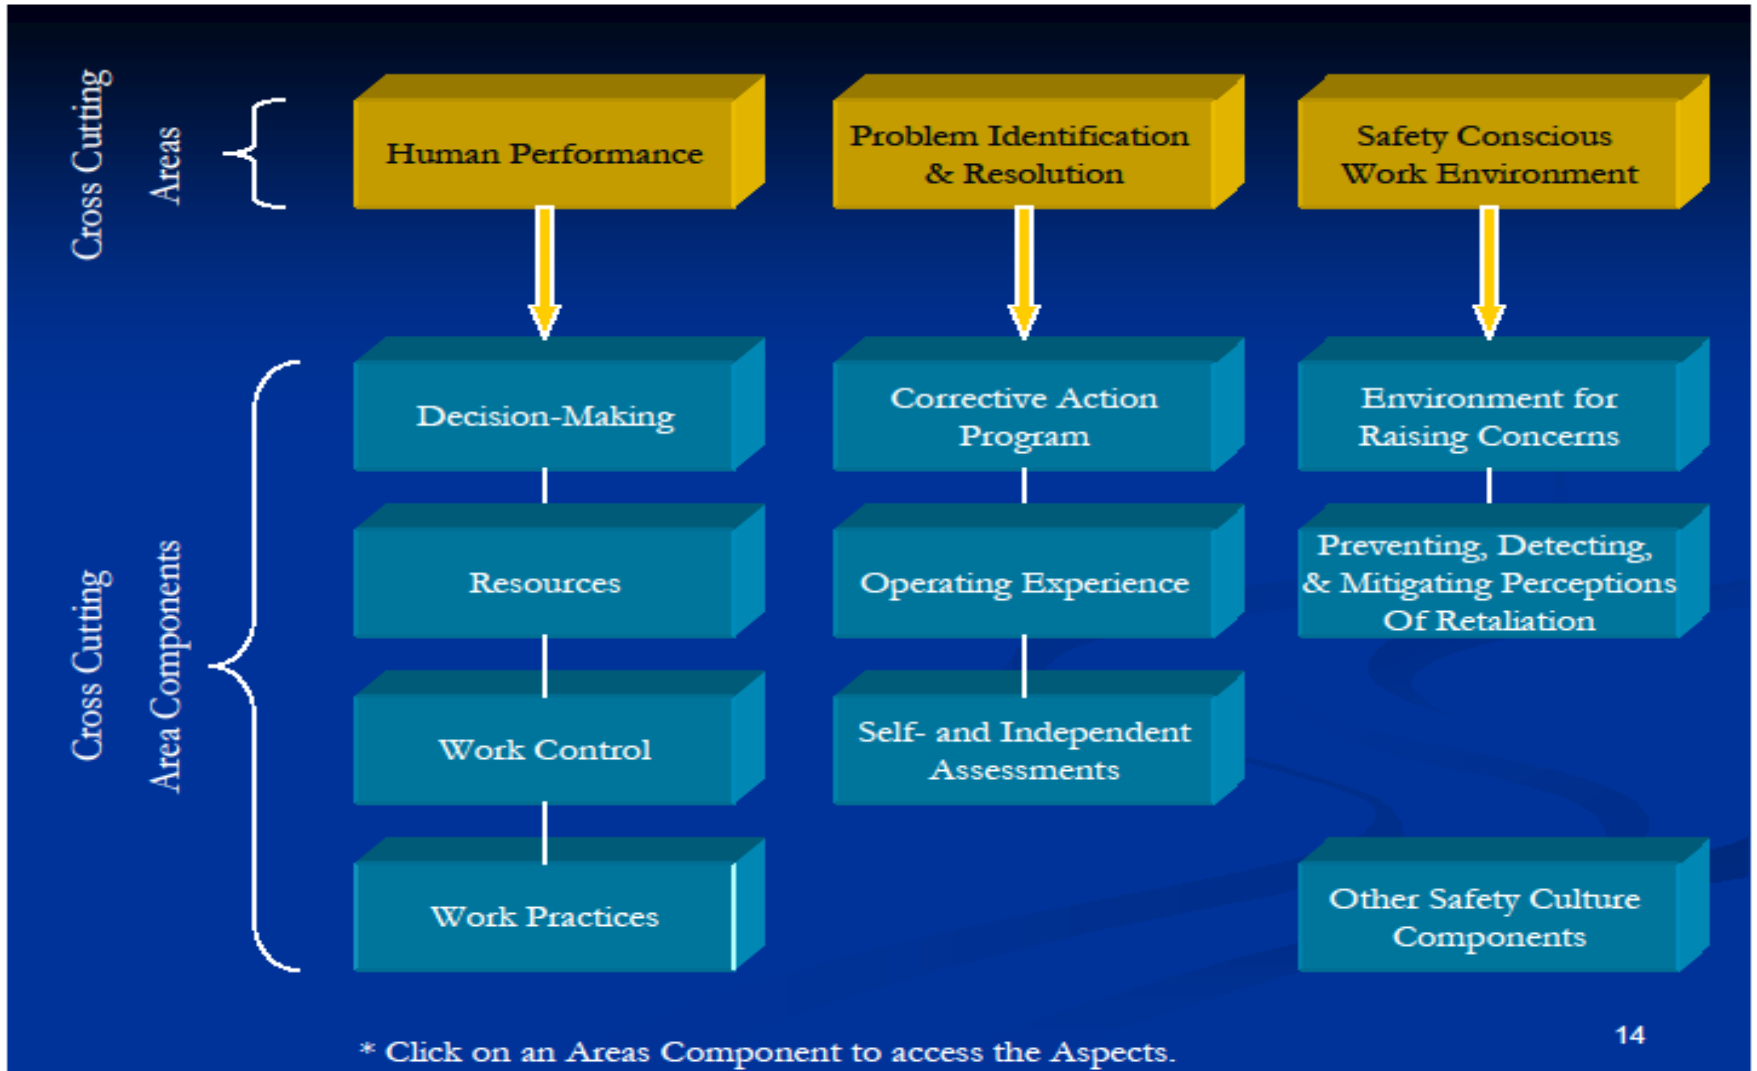 Cross Cutting
Areas
Human Performance
Problem Identification
& Resolution
Safety Conscious
Work Environment
Cross Cutting
Area Components
Decision-Making
Resources
Work Control
Work Practices
Corrective Action
Program
Operating Experience
Self- and Independent
Assessments
Environment for
Raising Concerns
Preventing, Detecting,
& Mitigating Perceptions
Of Retaliation
Other Safety Culture
Components
* Click on an Areas Component to access the Aspects.
14